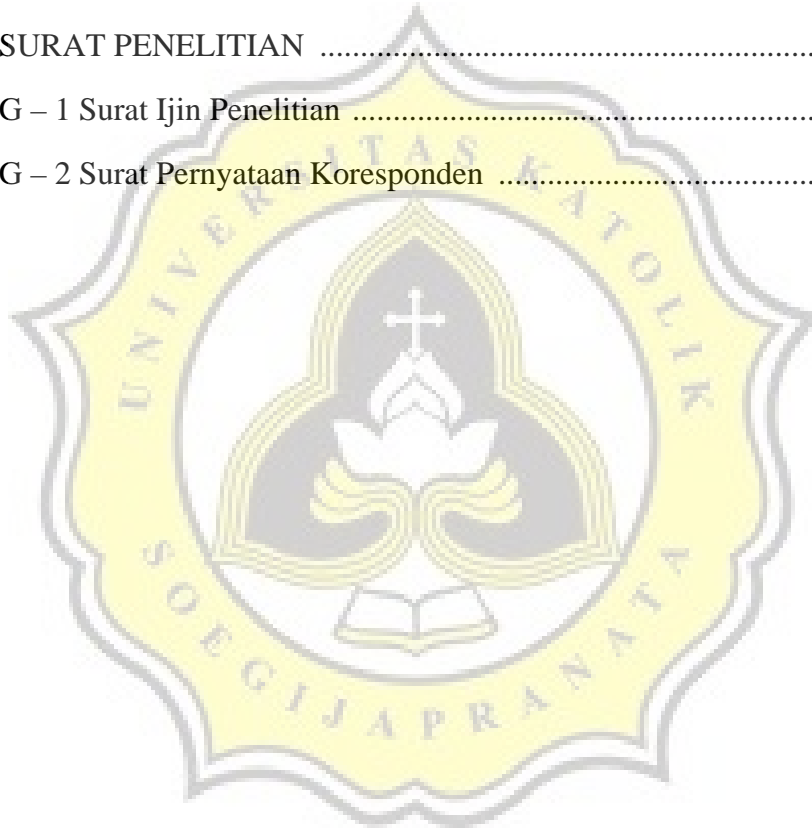 SURAT PENELITIAN ................................................................
G – 1 Surat Ijin Penelitian ............................................................
G – 2 Surat Pernyataan Koresponden ..........................................
UNIVERSITAS KATOLIK
SOEGIJAPRANATA